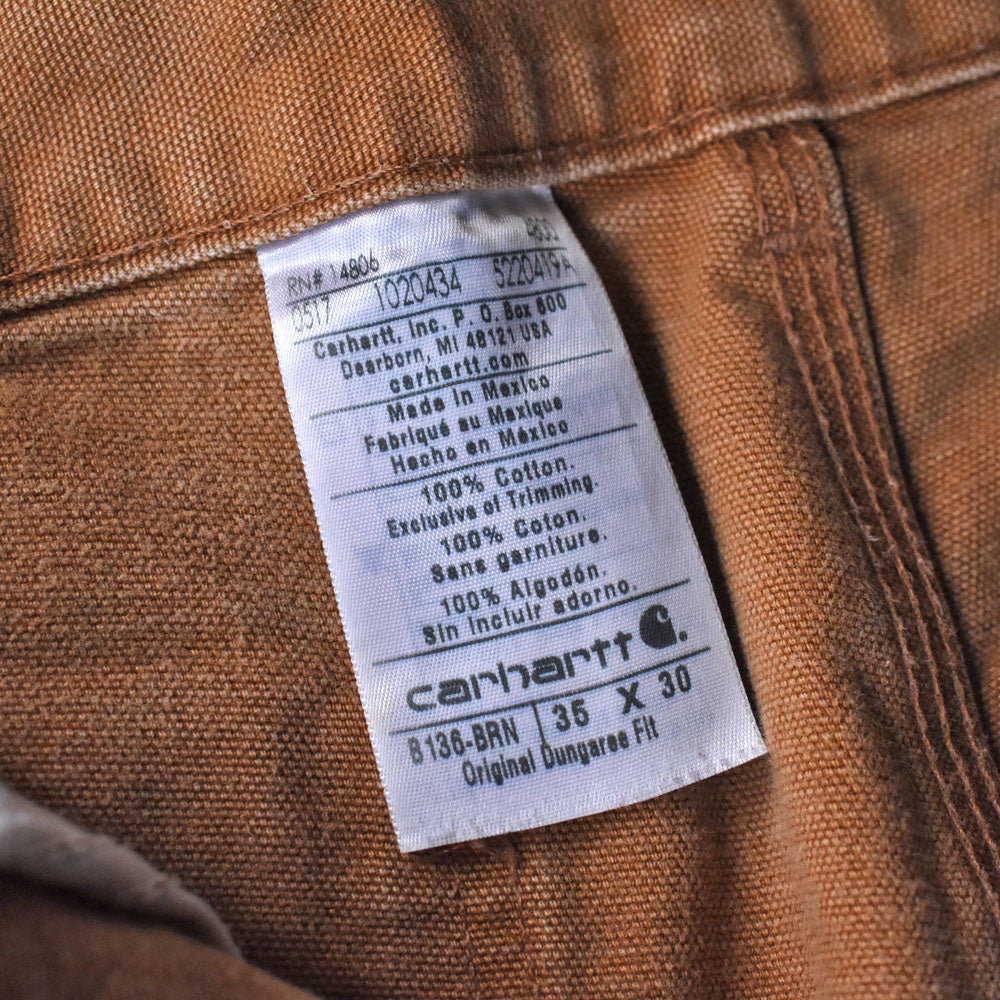 RN# 14806
0517 1020434 5220419A
Carhartt, Inc. P. O. Box 600
Dearborn, MI 48121 USA
carhartt.com
Made in Mexico
Fabriqué au Mexique
Hecho en México
100% Cotton.
Exclusive of Trimming.
100% Coton.
Sans garniture.
100% Algodón.
Sin incluir adorno.
carhartt
B136-BRN 35 X 30
Original Dungaree Fit